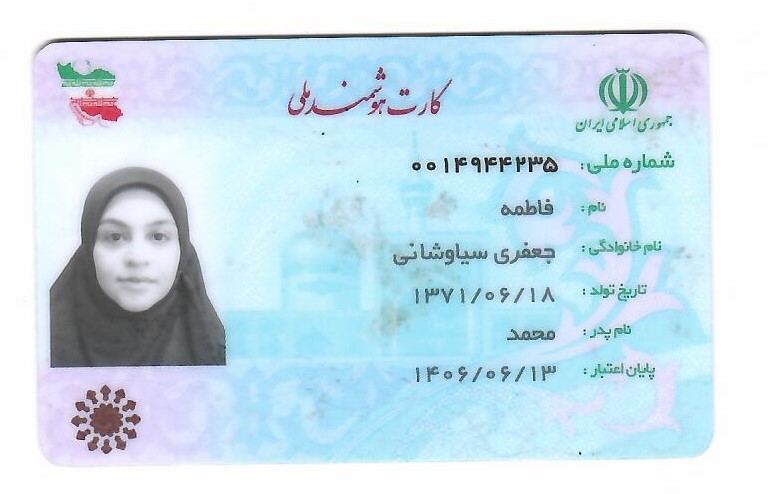 کارت هوشمند ملی
جمهوری اسلامی ایران
شماره ملی: ۰۰۱۴۹۴۴۲۳۵
نام: فاطمه
نام خانوادگی: جعفری سیاوشانی
تاریخ تولد: ۱۳۷۱/۰۶/۱۸
نام پدر: محمد
پایان اعتبار: ۱۴۰۶/۰۶/۱۳